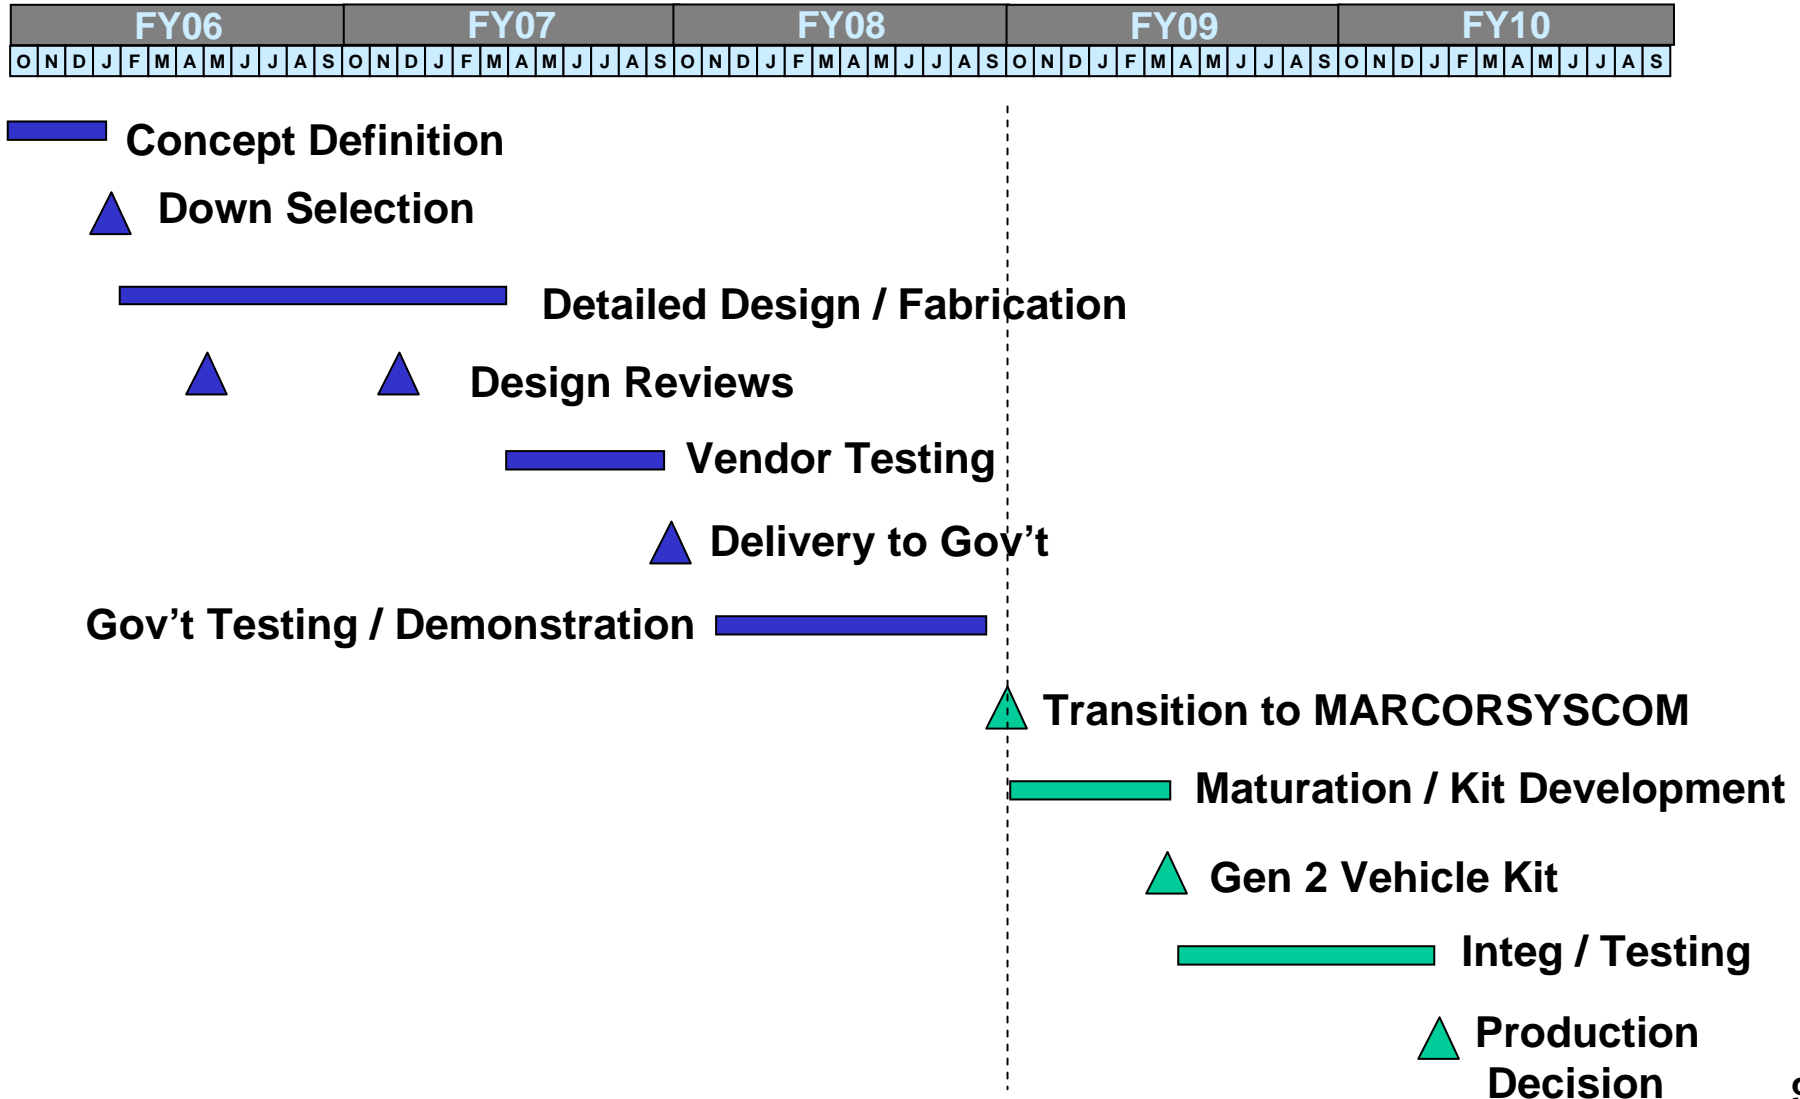 FY06 FY07 FY08 FY09 FY10
O N D J F M A M J J A S O N D J F M A M J J A S O N D J F M A M J J A S O N D J F M A M J J A S O N D J F M A M J J A S
Concept Definition
Down Selection
Detailed Design / Fabrication
Design Reviews
Vendor Testing
Delivery to Gov't
Gov't Testing / Demonstration
Transition to MARCORSYSCOM
Maturation / Kit Development
Gen 2 Vehicle Kit
Integ / Testing
Production
Decision